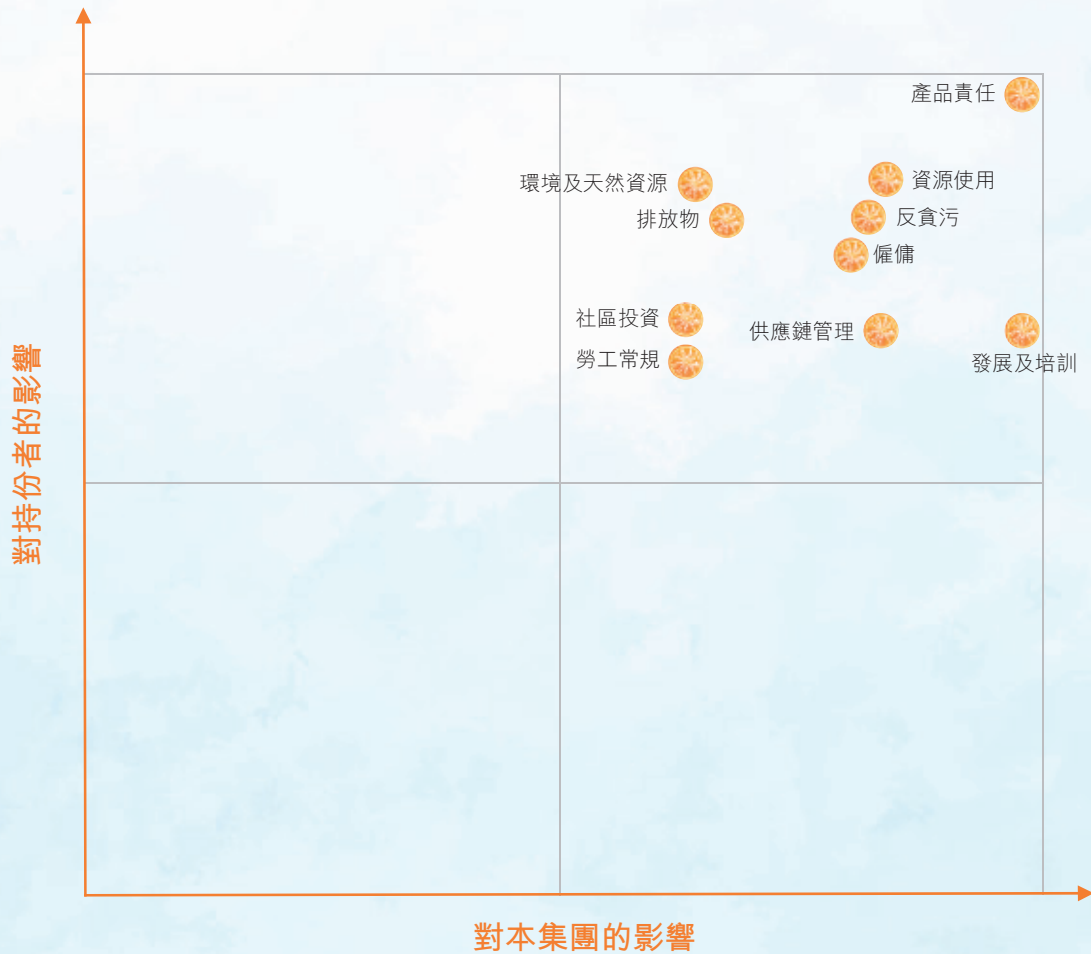 產品責任
環境及天然資源
資源使用
排放物
反貪污
僱傭
社區投資
供應鏈管理
勞工常規
發展及培訓
對持份者的影響
對本集團的影響